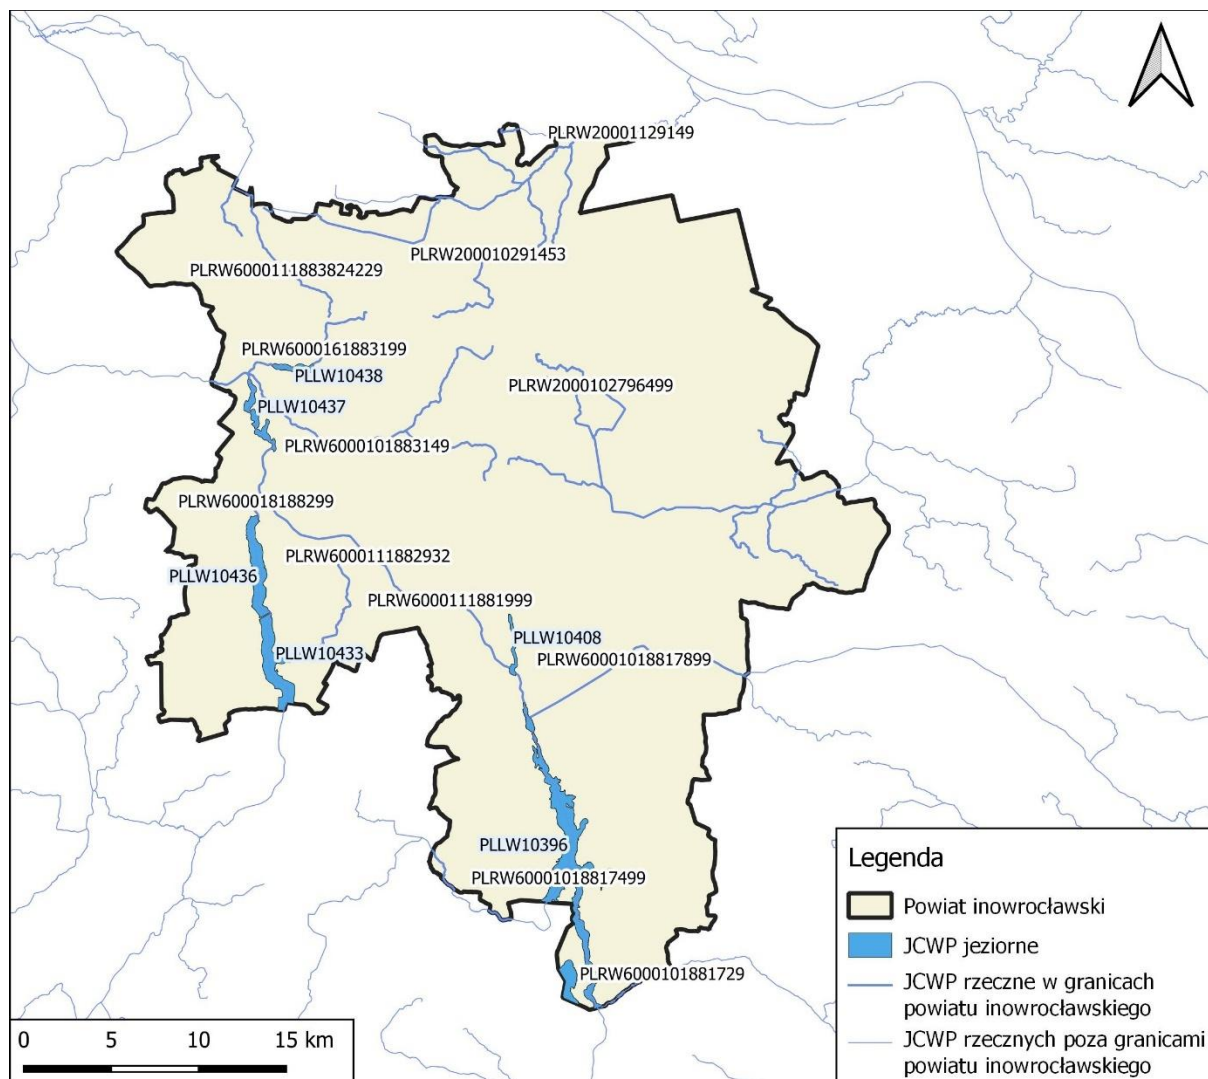 PLRW20001129149
PLRW200010291453
PLRW6000111883824229
PLRW6000161883199
PLLW10438
PLRW2000102796499
PLLW10437
PLRW6000101883149
PLRW600018188299
PLRW6000111882932
PLLW10436
PLRW6000111881999
PLLW10408
PLLW10433
PLRW60001018817899
PLLW10396
PLRW60001018817499
PLRW6000101881729
Legenda
Powiat inowrocławski
JCWP jeziorne
JCWP rzeczne w granicach
powiatu inowrocławskiego
JCWP rzecznych poza granicami
powiatu inowrocławskiego
0 5 10 15 km